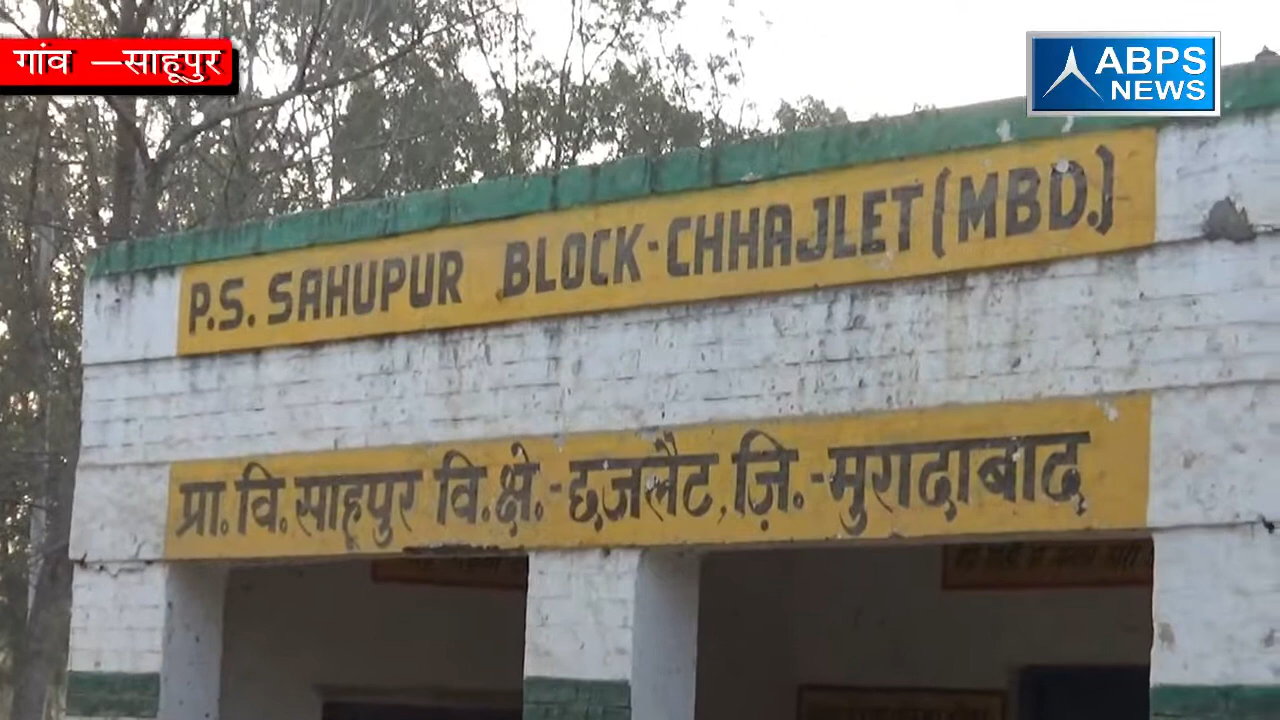 गांव –साहूपुर
ABPS
NEWS
P.S. SAHUPUR BLOCK-CHHAJLET (MBD.)
प्रा. वि. साहूपुर वि. क्षे.-छजलैट, ज़ि.-मुरादाबाद